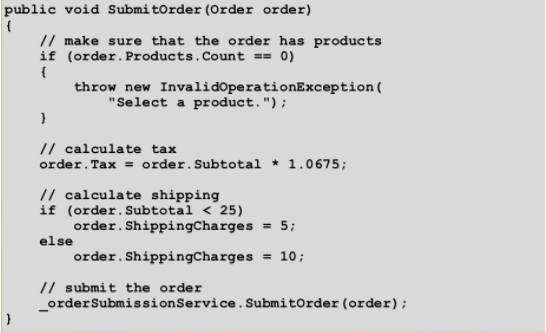 public void SubmitOrder(Order order)
{
    // make sure that the order has products
    if (order.Products.Count == 0)
    {
        throw new InvalidOperationException(
            "Select a product.");
    }

    // calculate tax
    order.Tax = order.Subtotal * 1.0675;

    // calculate shipping
    if (order.Subtotal < 25)
        order.ShippingCharges = 5;
    else
        order.ShippingCharges = 10;

    // submit the order
    _orderSubmissionService.SubmitOrder(order);
}